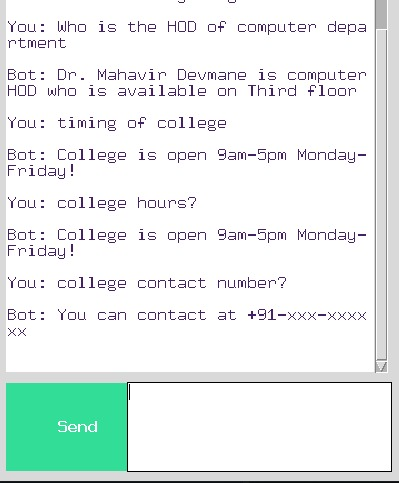 You: Who is the HOD of computer depa
rtment
Bot: Dr. Mahavir Devmane is computer
HOD who is available on Third floor
You: timing of college
Bot: College is open 9am-5pm Monday-
Friday!
You: college hours?
Bot: College is open 9am-5pm Monday-
Friday!
You: college contact number?
Bot: You can contact at +91-xxx-xxxx
xx
Send